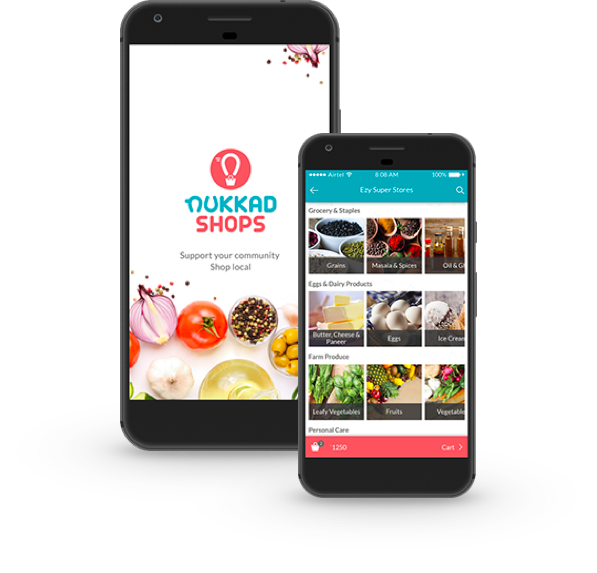 NUKKAD
SHOPS
Support your community
Shop local
Airtel 8:08 AM 100%
Ezy Super Stores
Grocery & Staples
Grains Masala & Spices Oil & G
Eggs & Dairy Products
Butter, Cheese &
Paneer Eggs Ice Cream
Farm Produce
Leafy Vegetables Fruits Vegetable
Personal Care
1250 Cart